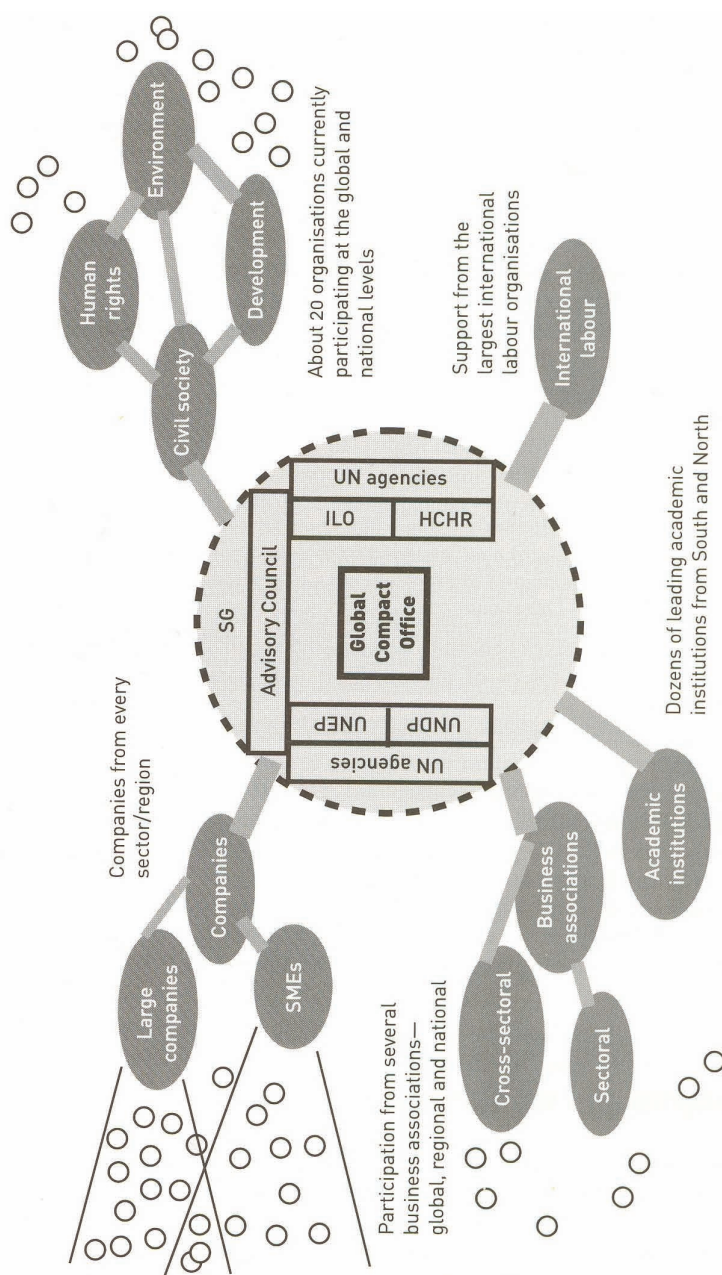 Large
companies
Companies
SMEs
Companies from every
sector/region
Human
rights
Environment
Civil society
Development
About 20 organisations currently
participating at the global and
national levels
SG
Advisory Council
UN agencies
UNEP
UNDP
Global
Compact
Office
ILO
HCHR
UN agencies
Participation from several
business associations—
global, regional and national
Cross-sectoral
Business
associations
Sectoral
Support from the
largest international
labour organisations
International
labour
Academic
institutions
Dozens of leading academic
institutions from South and North